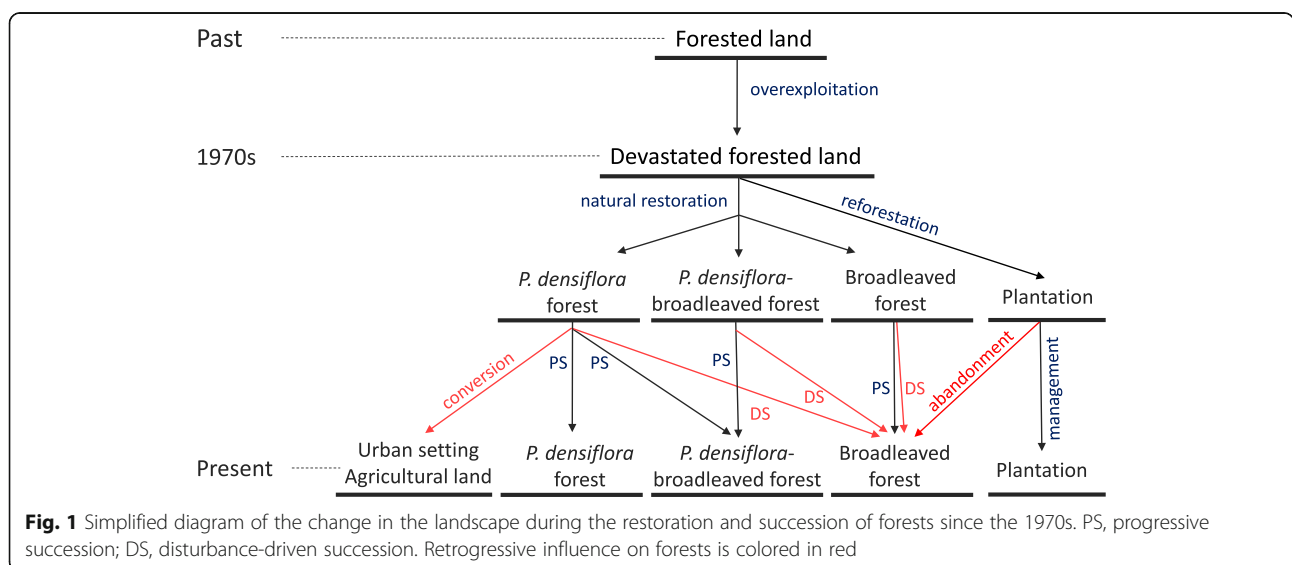 Past
Forested land
overexploitation
1970s
Devastated forested land
natural restoration
reforestation
P. densiflora
forest
P. densiflora-
broadleaved forest
Broadleaved
forest
Plantation
conversion
PS
PS
PS
DS
DS
PS
DS
abandonment
management
Present
Urban setting
Agricultural land
P. densiflora
forest
P. densiflora-
broadleaved forest
Broadleaved
forest
Plantation
Fig. 1 Simplified diagram of the change in the landscape during the restoration and succession of forests since the 1970s. PS, progressive
succession; DS, disturbance-driven succession. Retrogressive influence on forests is colored in red